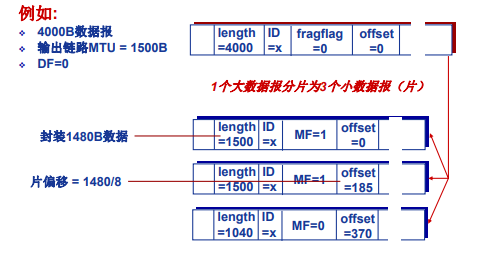 例如:
❖ 4000B数据报
❖ 输出链路MTU = 1500B
❖ DF=0
length =4000 ID =x fragflag =0 offset =0
1个大数据报分片为3个小数据报（片）
封装1480B数据
length =1500 ID =x MF=1 offset =0
片偏移 = 1480/8
length =1500 ID =x MF=1 offset =185
length =1040 ID =x MF=0 offset =370